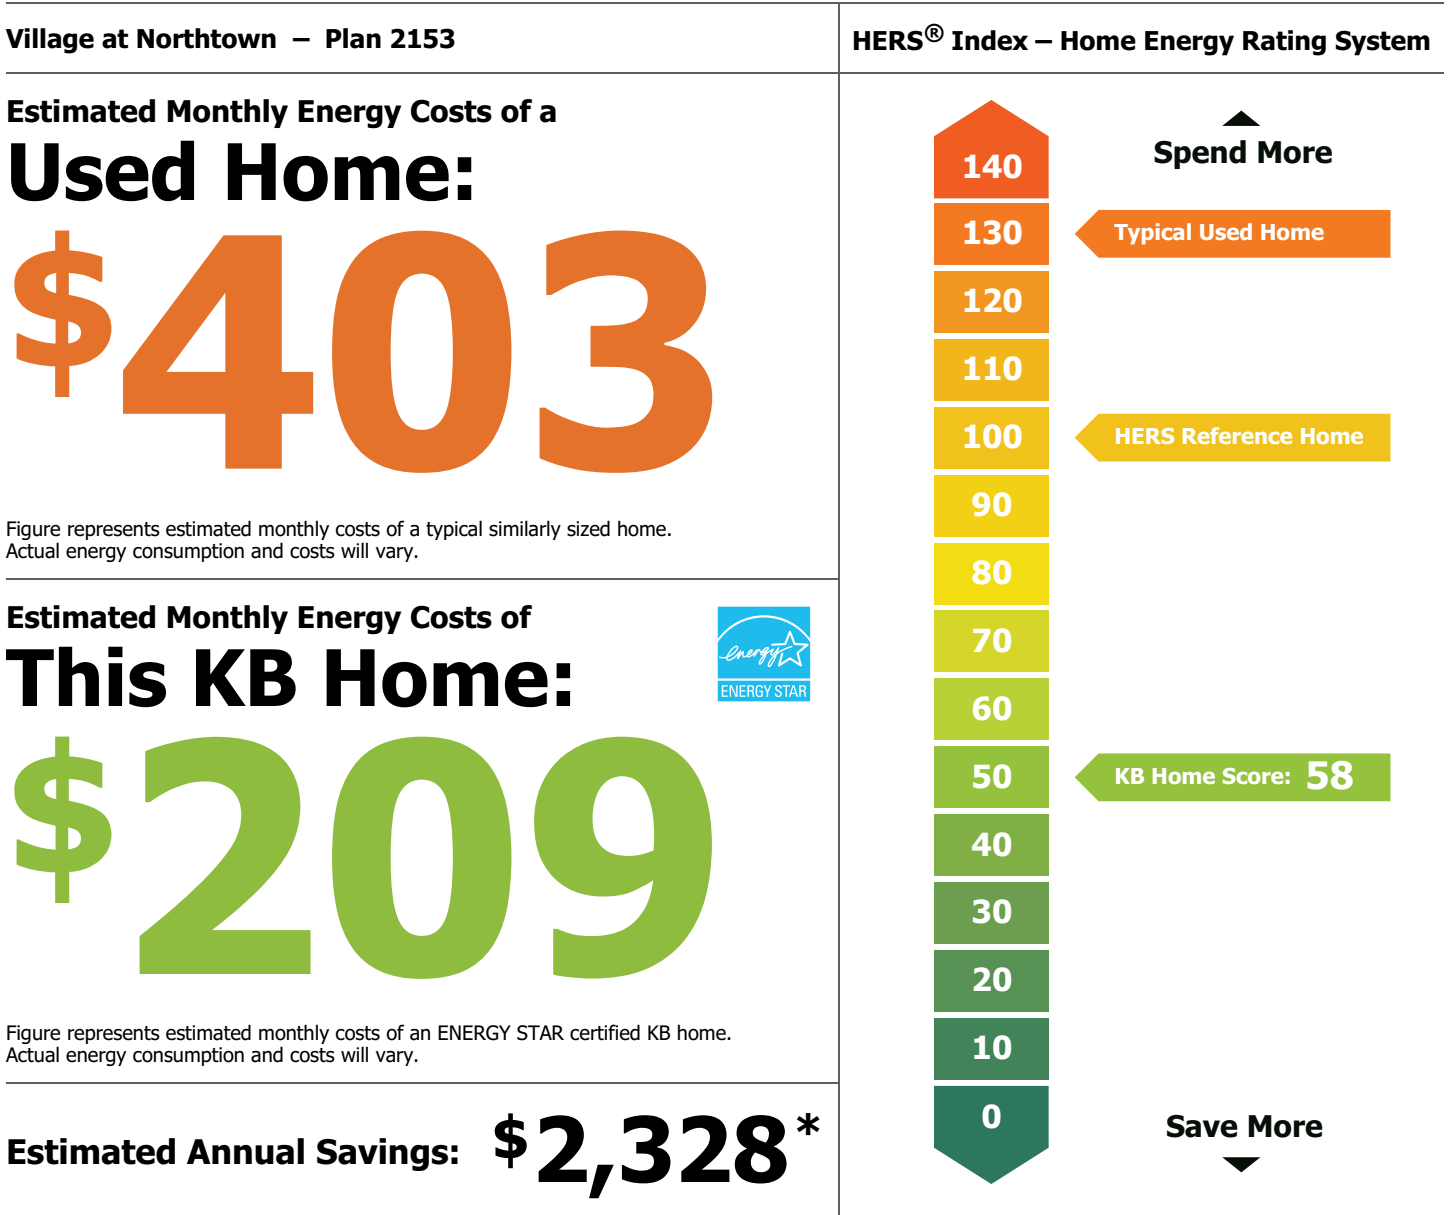 Village at Northtown – Plan 2153
Estimated Monthly Energy Costs of a
Used Home:
$403
Figure represents estimated monthly costs of a typical similarly sized home.
Actual energy consumption and costs will vary.
Estimated Monthly Energy Costs of
This KB Home:
energy
ENERGY STAR
$209
Figure represents estimated monthly costs of an ENERGY STAR certified KB home.
Actual energy consumption and costs will vary.
Estimated Annual Savings: $2,328*
HERS® Index – Home Energy Rating System
Spend More
140
130 Typical Used Home
120
110
100 HERS Reference Home
90
80
70
60
50 KB Home Score: 58
40
30
20
10
0
Save More